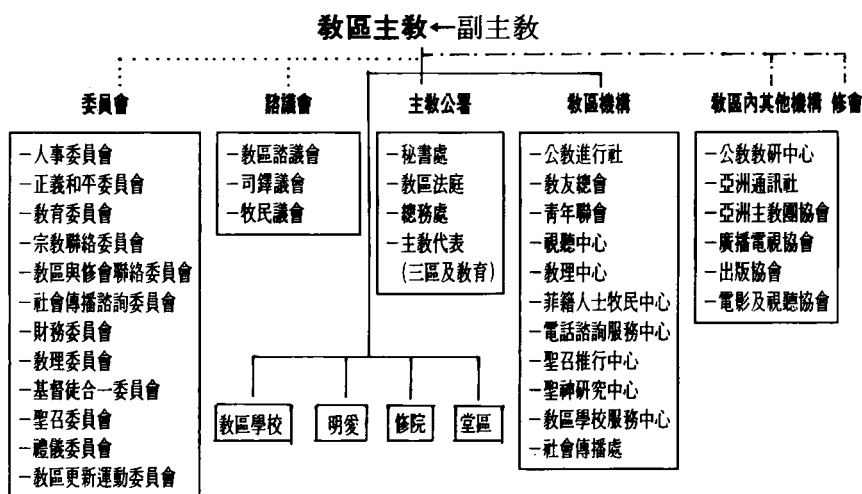 教區主教←副主教
委員會
－人事委員會
－正義和平委員會
－教育委員會
－宗教聯絡委員會
－教區與修會聯絡委員會
－社會傳播諮詢委員會
－財務委員會
－教理委員會
－基督徒合一委員會
－聖召委員會
－禮儀委員會
－教區更新運動委員會
諮議會
－教區諮議會
－司鐸議會
－牧民議會
主教公署
－秘書處
－教區法庭
－總務處
－主教代表
(三區及教育)
教區機構
－公教進行社
－教友總會
－青年聯會
－視聽中心
－教理中心
－菲籍人士牧民中心
－電話諮詢服務中心
－聖召推行中心
－聖神研究中心
－教區學校服務中心
－社會傳播處
教區內其他機構 修會
－公教教研中心
－亞洲通訊社
－亞洲主教團協會
－廣播電視協會
－出版協會
－電影及視聽協會
教區學校
明愛
修院
堂區